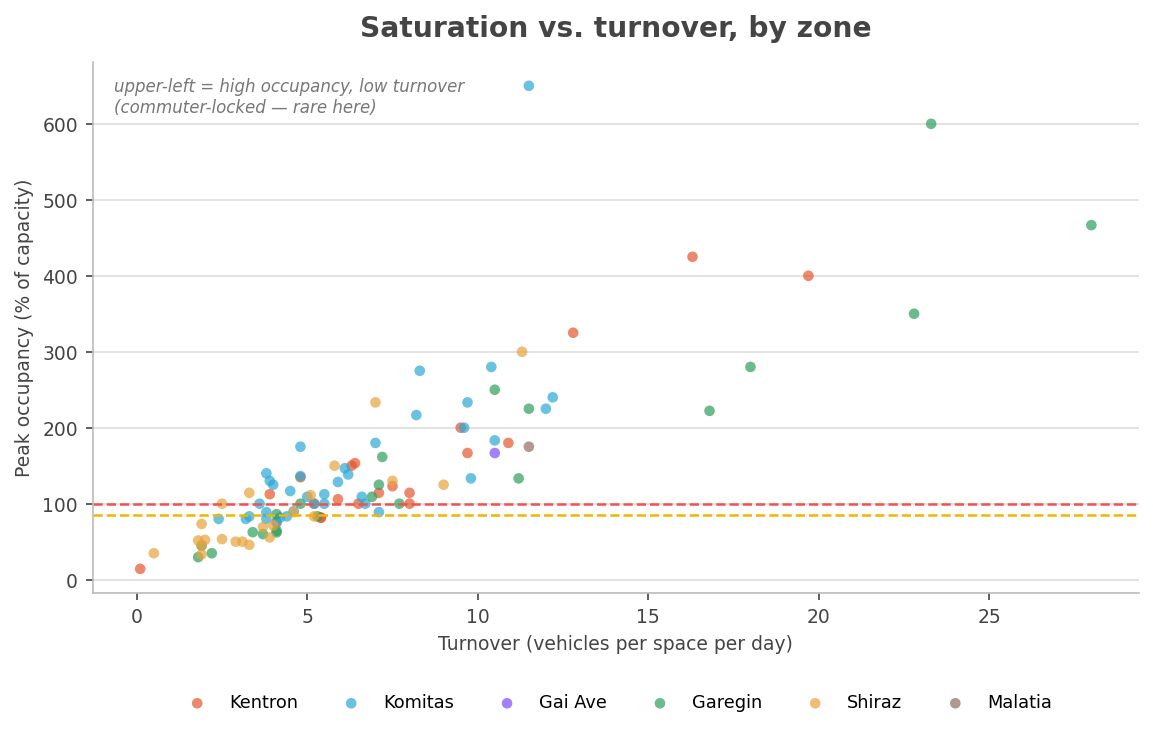 Saturation vs. turnover, by zone
upper-left = high occupancy, low turnover
(commuter-locked — rare here)
Peak occupancy (% of capacity)
600
500
400
300
200
100
0
0 5 10 15 20 25
Turnover (vehicles per space per day)
Kentron Komitas Gai Ave Garegin Shiraz Malatia